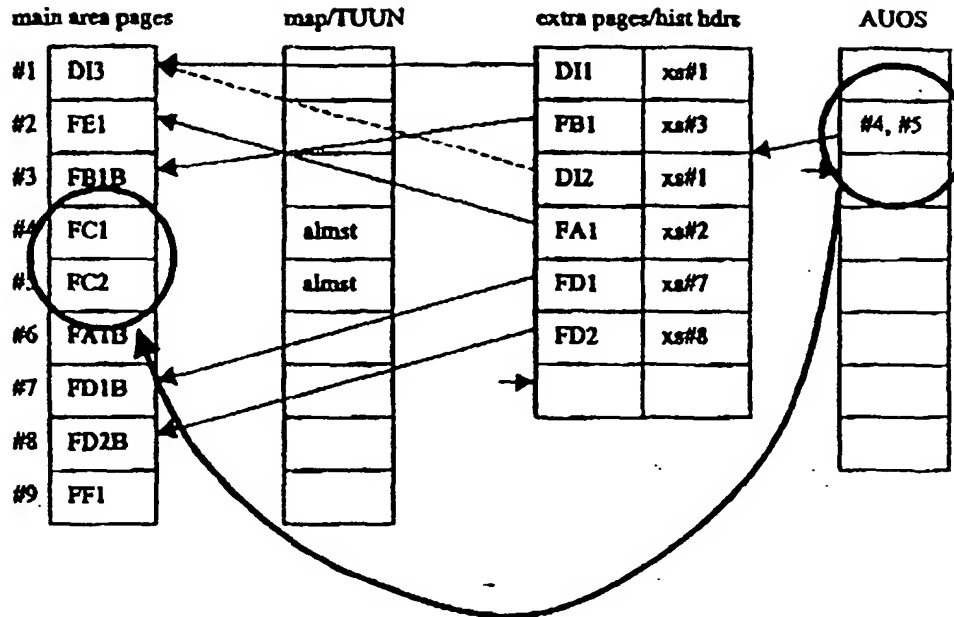 main area pages map/TUUN extra pages/hist hdrs AUOS
#1 DI3 DI1 xs#1
#2 FE1 FB1 xs#3 #4, #5
#3 FB1B DI2 xs#1
#4 FC1 almst FA1 xs#2
#5 FC2 almst FD1 xs#7
#6 FA1B FD2 xs#8
#7 FD1B
#8 FD2B
#9 FF1